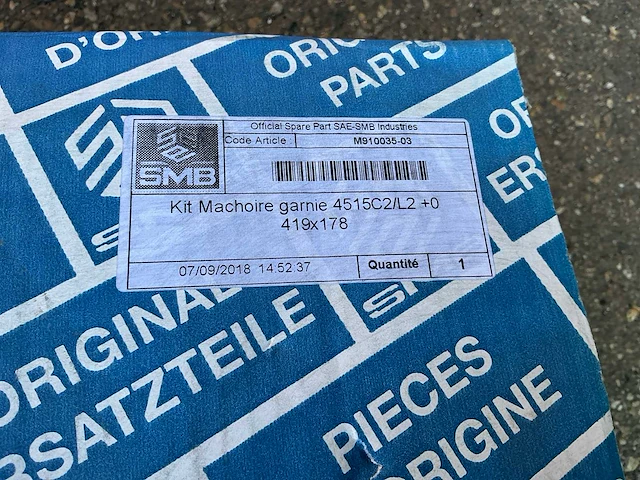 D'OR
ORIG
PARTS
OR
ERS
Official Spare Part SAE-SMB Industries
Code Article : M910035-03
SMB
Kit Machoire garnie 4515C2/L2 +0
419x178
07/09/2018 14.52.37 Quantité 1
ORIGINAL
ERSATZTEILE
PIECES
ORIGINE